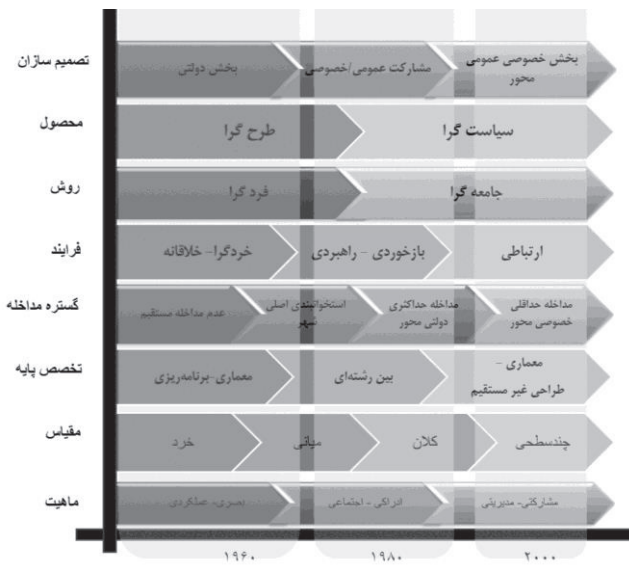 تصمیم سازان
بخش دولتی
مشارکت عمومی/خصوصی
بخش خصوصی عمومی
محور
محصول
طرح گرا
سیاست گرا
روش
فرد گرا
جامعه گرا
فرایند
خردگرا- خلاقانه
بازخوردی - راهبردی
ارتباطی
گستره مداخله
عدم مداخله مستقیم
استخوانبندی اصلی
شهر
مداخله حداکثری
دولتی محور
مداخله حداقلی
خصوصی محور
تخصص پایه
معماری-برنامه‌ریزی
بین رشته‌ای
معماری -
طراحی غیر مستقیم
مقیاس
خرد
میانی
کلان
چندسطحی
ماهیت
بصری- عملکردی
ادراکی - اجتماعی
مشارکتی- مدیریتی
۱۹۶۰
۱۹۸۰
۲۰۰۰